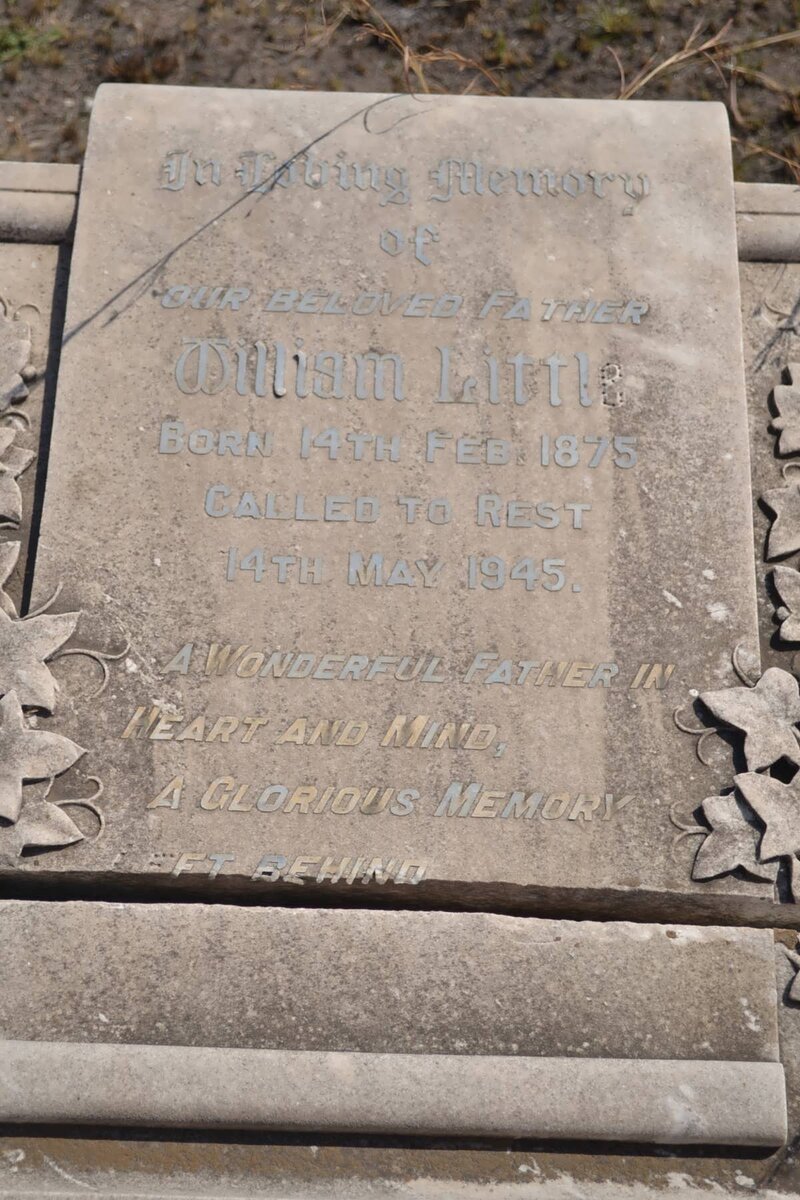 In Loving Memory
of
OUR BELOVED FATHER
William Little
BORN 14TH FEB. 1875
CALLED TO REST
14TH MAY 1945.
A WONDERFUL FATHER IN
HEART AND MIND,
A GLORIOUS MEMORY
EFT BEHIND